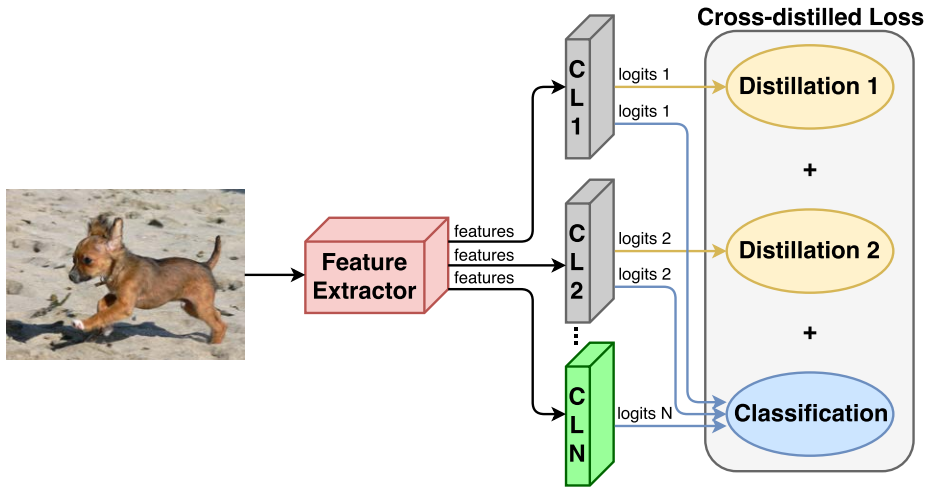 Cross-distilled Loss
C
L
1
logits 1
logits 1
Distillation 1
+
Feature
Extractor
features
features
features
C
L
2
logits 2
logits 2
Distillation 2
+
C
L
N
logits N
Classification